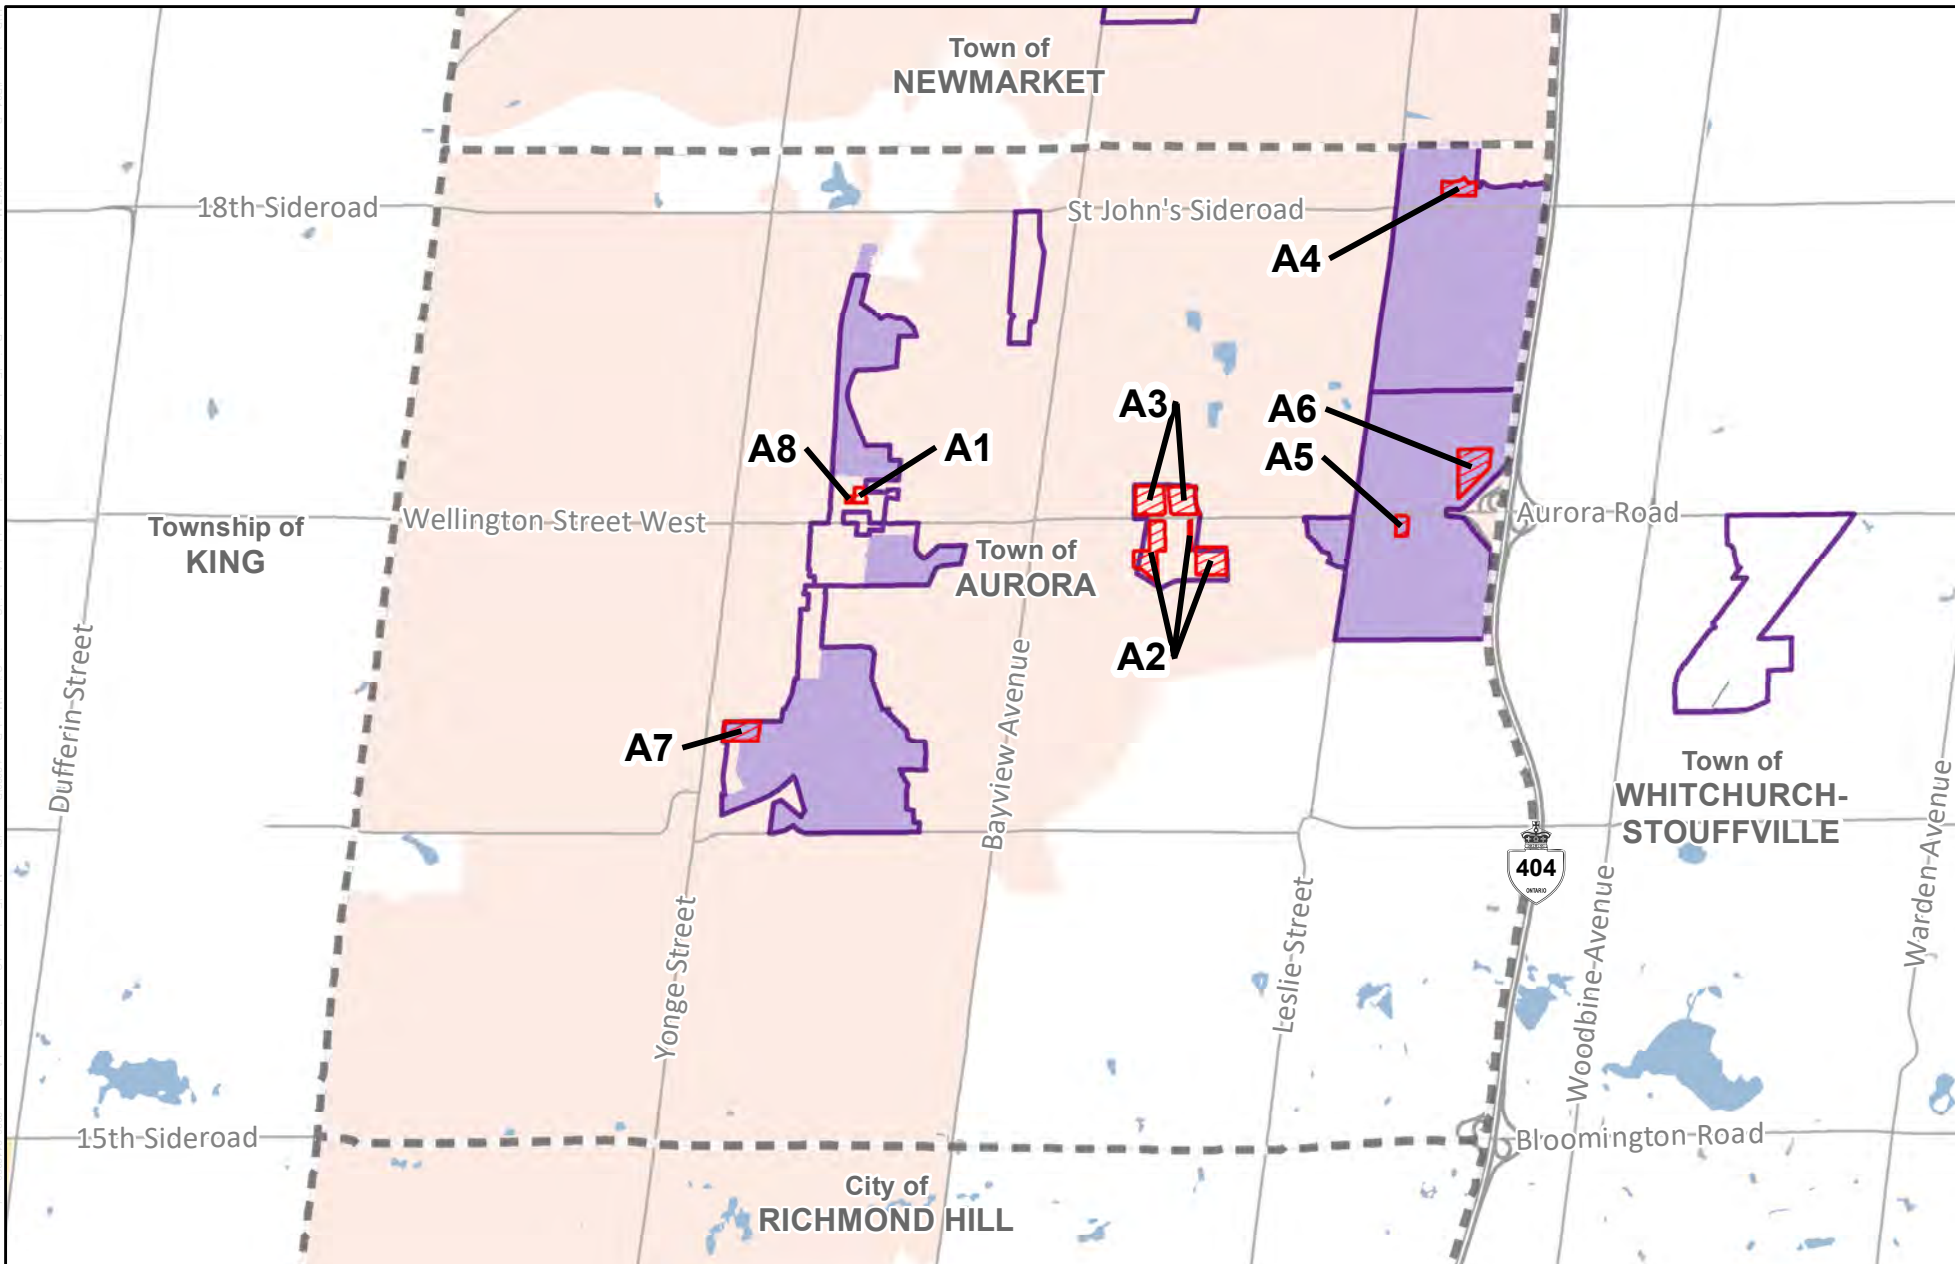 Town of
NEWMARKET
18th Sideroad
St John's Sideroad
A4
A3
A6
A8
A1
A5
Township of
KING
Wellington Street West
Town of
AURORA
Aurora Road
A2
Dufferin Street
A7
Bayview Avenue
Town of
WHITCHURCH-
STOUFFVILLE
404
ONTARIO
Yonge Street
Leslie Street
Woodbine Avenue
Warden Avenue
15th Sideroad
Bloomington Road
City of
RICHMOND HILL